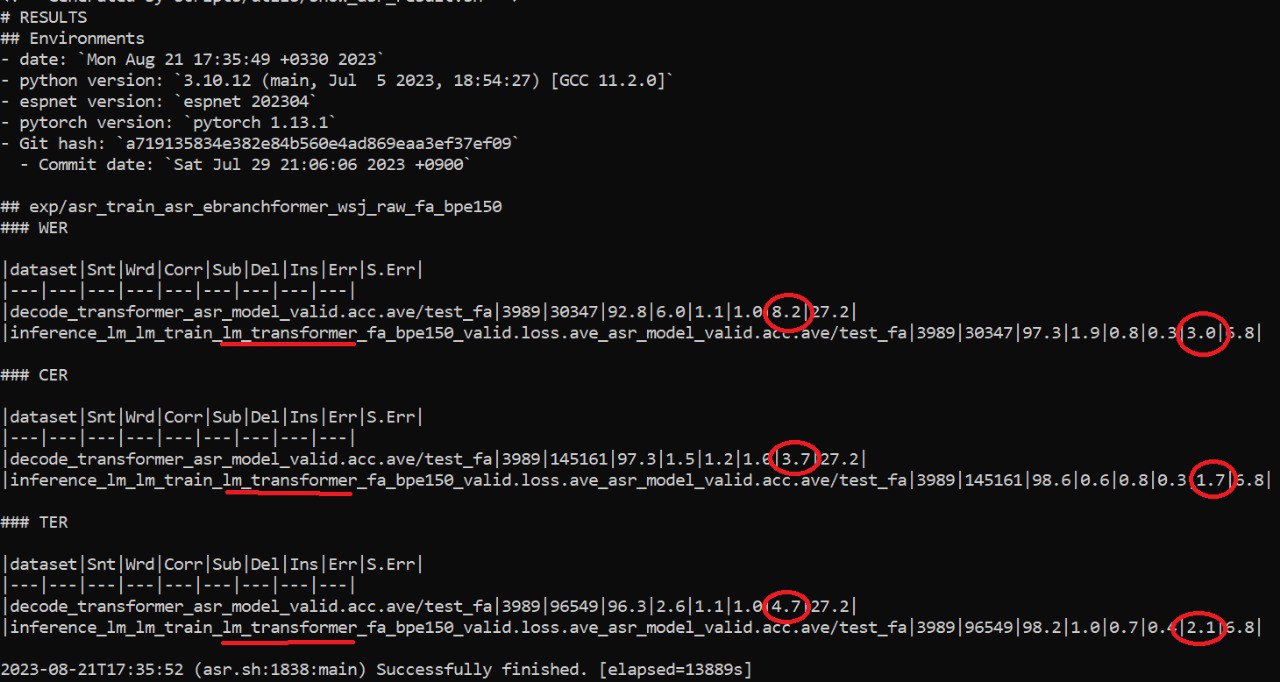 # RESULTS
## Environments
- date: `Mon Aug 21 17:35:49 +0330 2023`
- python version: `3.10.12 (main, Jul  5 2023, 18:54:27) [GCC 11.2.0]`
- espnet version: `espnet 202304`
- pytorch version: `pytorch 1.13.1`
- Git hash: `a719135834e382e84b560e4ad869eaa3ef37ef09`
  - Commit date: `Sat Jul 29 21:06:06 2023 +0900`

## exp/asr_train_asr_ebranchformer_wsj_raw_fa_bpe150
### WER

|dataset|Snt|Wrd|Corr|Sub|Del|Ins|Err|S.Err|
|---|---|---|---|---|---|---|---|---|
|decode_transformer_asr_model_valid.acc.ave/test_fa|3989|30347|92.8|6.0|1.1|1.0|8.2|27.2|
|inference_lm_lm_train_lm_transformer_fa_bpe150_valid.loss.ave_asr_model_valid.acc.ave/test_fa|3989|30347|97.3|1.9|0.8|0.3|3.0|6.8|

### CER

|dataset|Snt|Wrd|Corr|Sub|Del|Ins|Err|S.Err|
|---|---|---|---|---|---|---|---|---|
|decode_transformer_asr_model_valid.acc.ave/test_fa|3989|145161|97.3|1.5|1.2|1.0|3.7|27.2|
|inference_lm_lm_train_lm_transformer_fa_bpe150_valid.loss.ave_asr_model_valid.acc.ave/test_fa|3989|145161|98.6|0.6|0.8|0.3|1.7|6.8|

### TER

|dataset|Snt|Wrd|Corr|Sub|Del|Ins|Err|S.Err|
|---|---|---|---|---|---|---|---|---|
|decode_transformer_asr_model_valid.acc.ave/test_fa|3989|96549|96.3|2.6|1.1|1.0|4.7|27.2|
|inference_lm_lm_train_lm_transformer_fa_bpe150_valid.loss.ave_asr_model_valid.acc.ave/test_fa|3989|96549|98.2|1.0|0.7|0.4|2.1|6.8|

2023-08-21T17:35:52 (asr.sh:1838:main) Successfully finished. [elapsed=13889s]